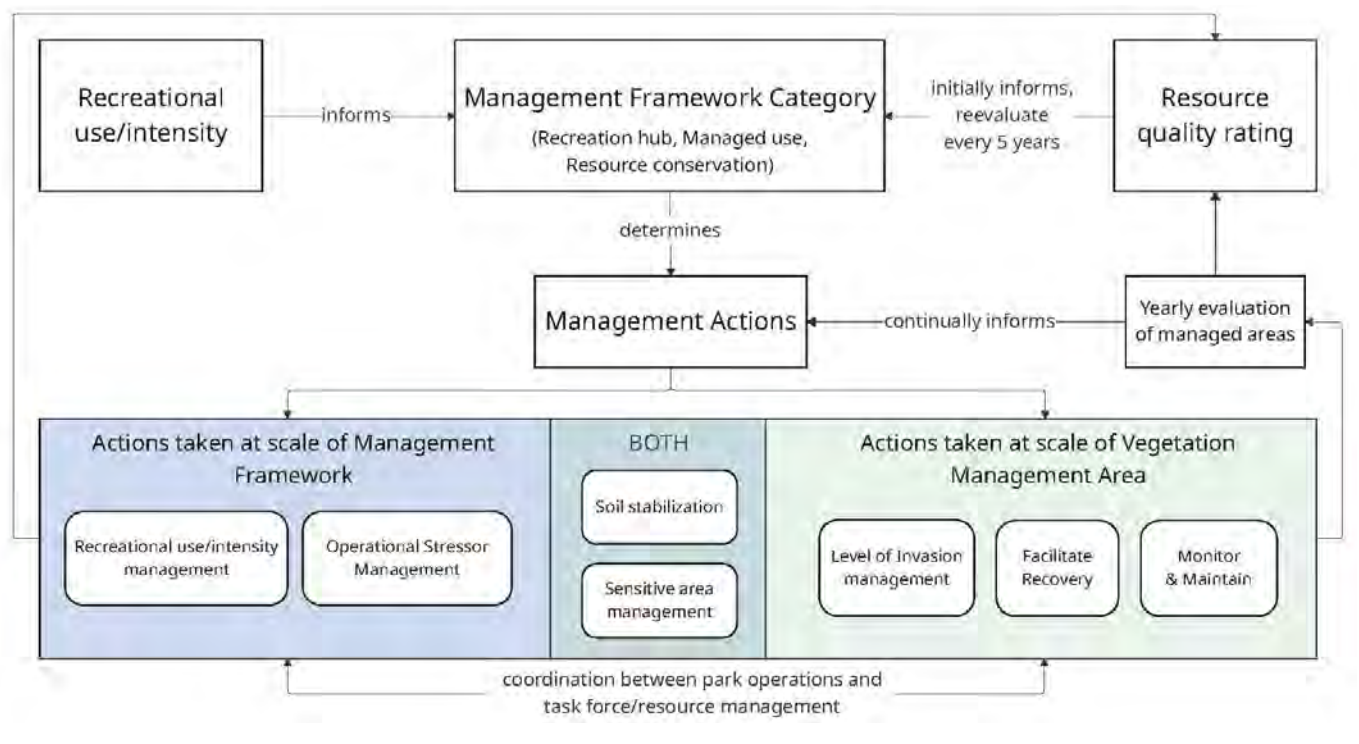 Recreational
use/intensity
informs
Management Framework Category
(Recreation hub, Managed use,
Resource conservation)
initially informs,
reevaluate
every 5 years
Resource
quality rating
determines
Management Actions
continually informs
Yearly evaluation
of managed areas
Actions taken at scale of Management
Framework
Recreational use/intensity
management
Operational Stressor
Management
BOTH
Soil stabilization
Sensitive area
management
Actions taken at scale of Vegetation
Management Area
Level of Invasion
management
Facilitate
Recovery
Monitor
& Maintain
coordination between park operations and
task force/resource management